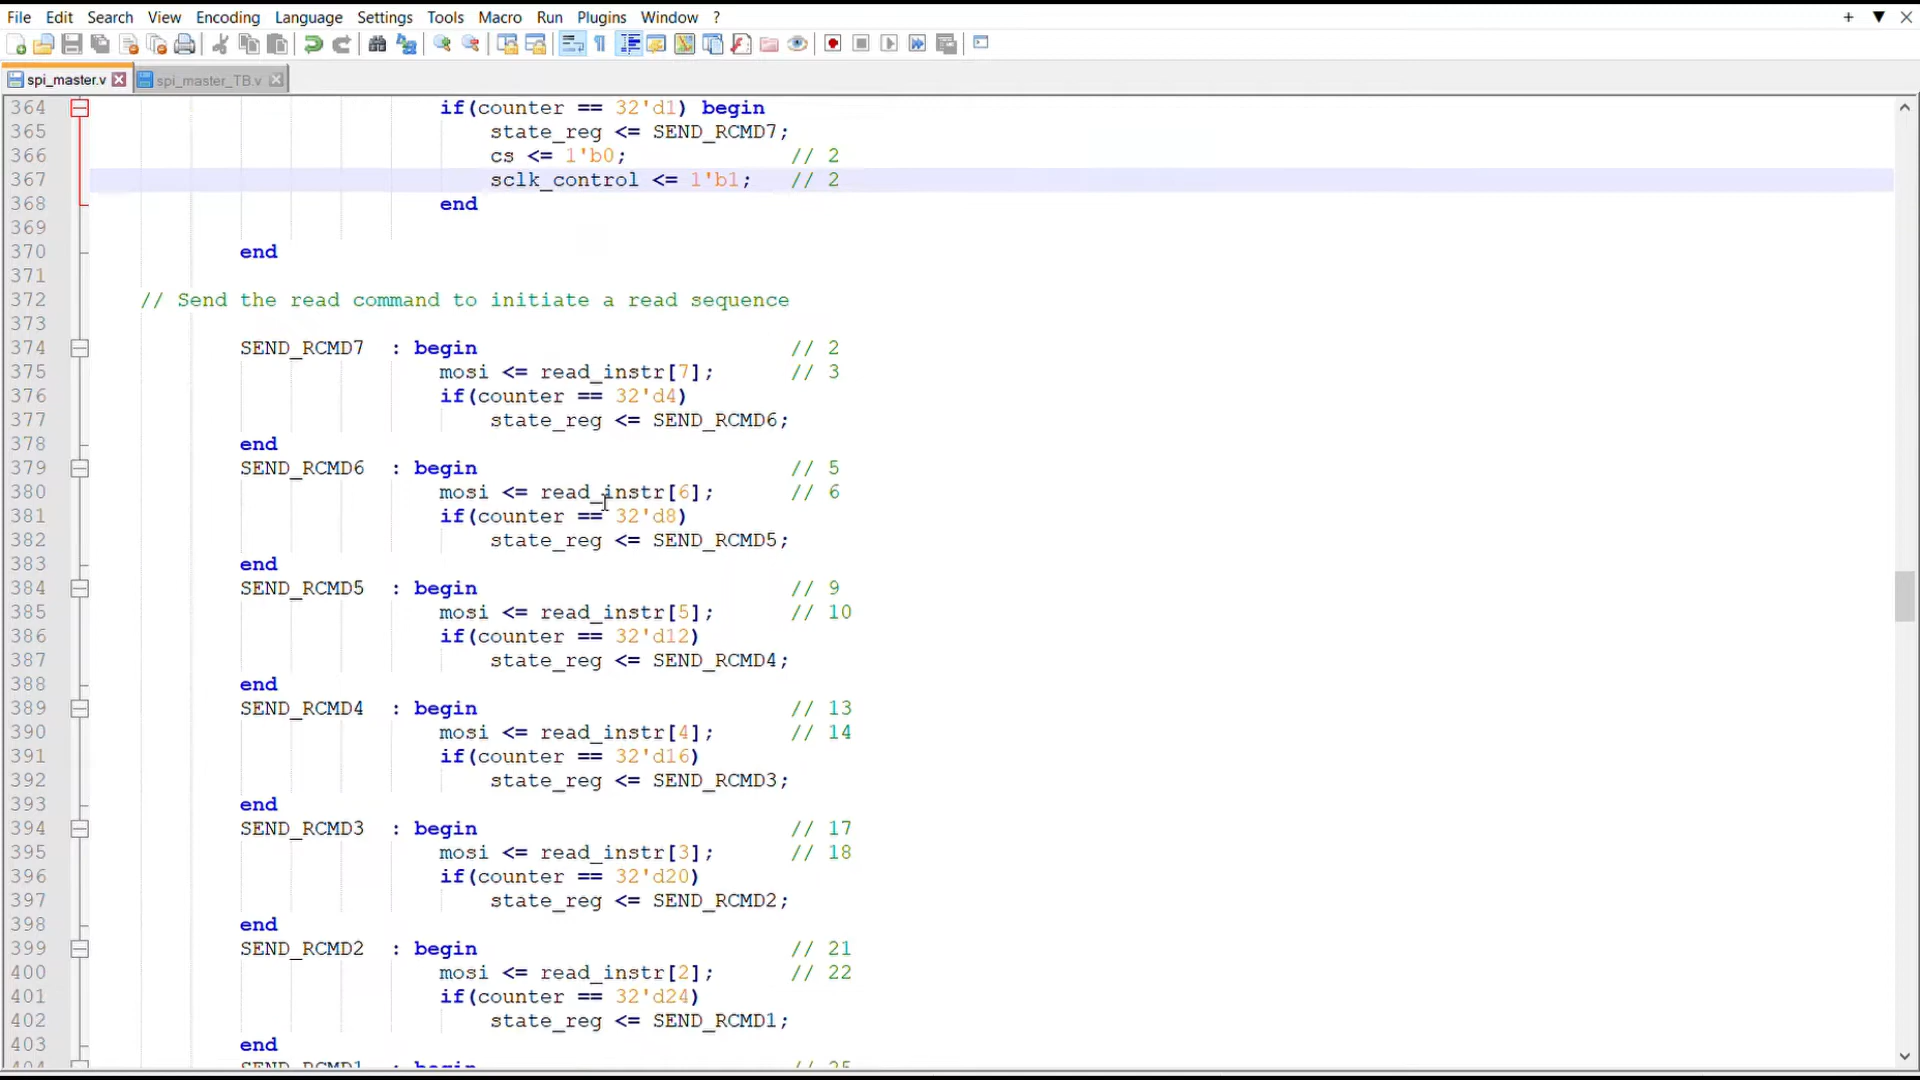 File Edit Search View Encoding Language Settings Tools Macro Run Plugins Window ? + ▼ ×
spi_master.v spi_master_TB.v
364 if(counter == 32'd1) begin
365 state_reg <= SEND_RCMD7;
366 cs <= 1'b0; // 2
367 sclk_control <= 1'b1; // 2
368 end
369
370 end
371
372 // Send the read command to initiate a read sequence
373
374 SEND_RCMD7 : begin // 2
375 mosi <= read_instr[7]; // 3
376 if(counter == 32'd4)
377 state_reg <= SEND_RCMD6;
378 end
379 SEND_RCMD6 : begin // 5
380 mosi <= read_instr[6]; // 6
381 if(counter == 32'd8)
382 state_reg <= SEND_RCMD5;
383 end
384 SEND_RCMD5 : begin // 9
385 mosi <= read_instr[5]; // 10
386 if(counter == 32'd12)
387 state_reg <= SEND_RCMD4;
388 end
389 SEND_RCMD4 : begin // 13
390 mosi <= read_instr[4]; // 14
391 if(counter == 32'd16)
392 state_reg <= SEND_RCMD3;
393 end
394 SEND_RCMD3 : begin // 17
395 mosi <= read_instr[3]; // 18
396 if(counter == 32'd20)
397 state_reg <= SEND_RCMD2;
398 end
399 SEND_RCMD2 : begin // 21
400 mosi <= read_instr[2]; // 22
401 if(counter == 32'd24)
402 state_reg <= SEND_RCMD1;
403 end
404 SEND_RCMD1 : begin // 25